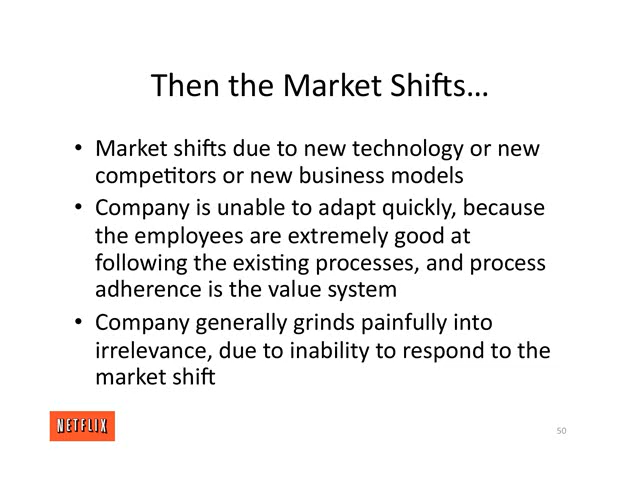 Then the Market Shifts…
• Market shifts due to new technology or new
competitors or new business models
• Company is unable to adapt quickly, because
the employees are extremely good at
following the existing processes, and process
adherence is the value system
• Company generally grinds painfully into
irrelevance, due to inability to respond to the
market shift
NETFLIX
50